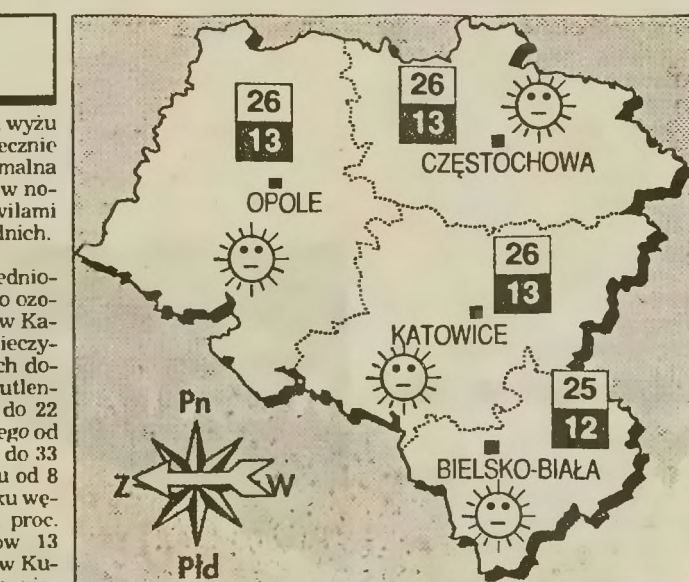 wyżu
ecznie
malna
w no-
wilami
dnich.
ednio-
o ozo-
w Ka-
ieczy-
ch do-
utlen-
do 22
ego od
do 33
u od 8
ku wę-
proc.
ow 13
w Ku-
26
13
OPOLE
26
13
CZĘSTOCHOWA
26
13
KATOWICE
25
12
BIELSKO-BIAŁA
Pn
Z W
Płd